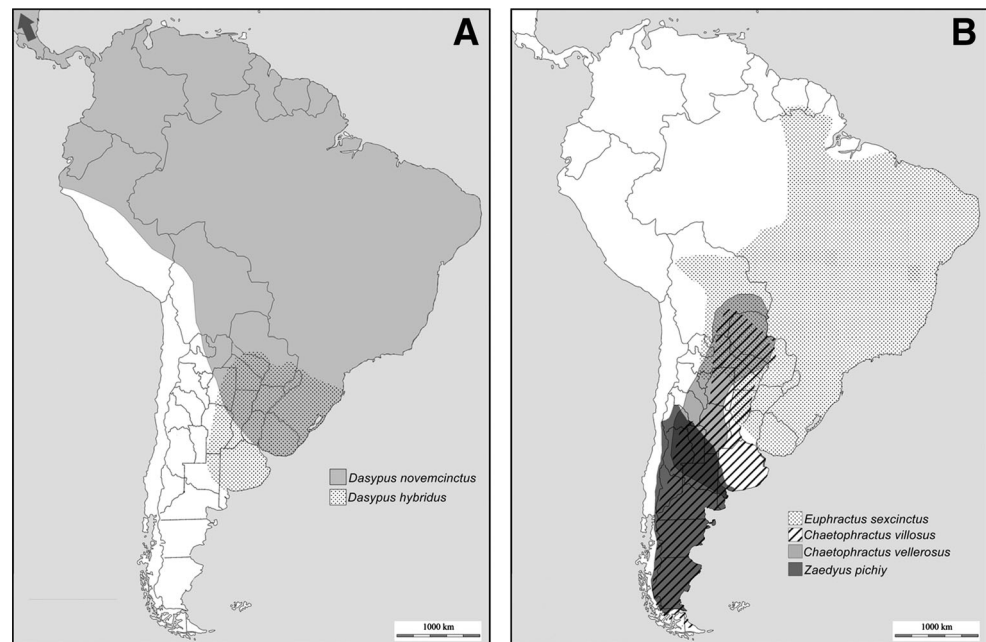 A
Dasypus novemcinctus
Dasypus hybridus
1000 km
B
Euphractus sexcinctus
Chaetophractus villosus
Chaetophractus vellerosus
Zaedyus pichiy
1000 km